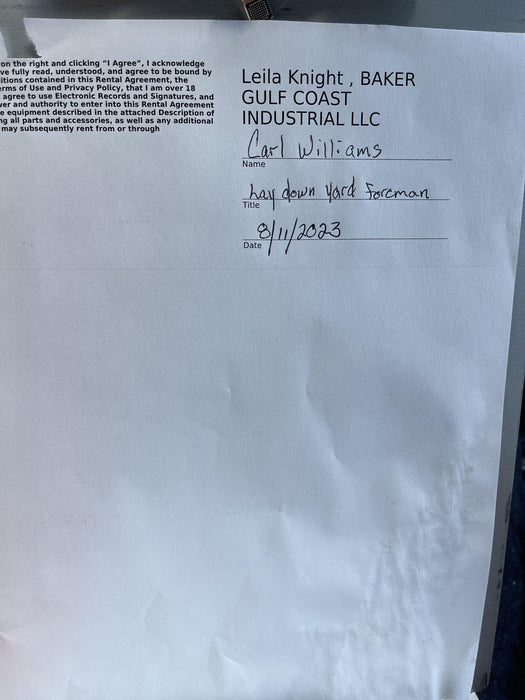 on the right and clicking "I Agree", I acknowledge
ve fully read, understood, and agree to be bound by
itions contained in this Rental Agreement, the
erms of Use and Privacy Policy, that I am over 18
agree to use Electronic Records and Signatures, and
ver and authority to enter into this Rental Agreement
e equipment described in the attached Description of
ng all parts and accessories, as well as any additional
may subsequently rent from or through
Leila Knight , BAKER
GULF COAST
INDUSTRIAL LLC
Carl Williams
Name
Lay down Yard Foreman
Title
8/11/2023
Date